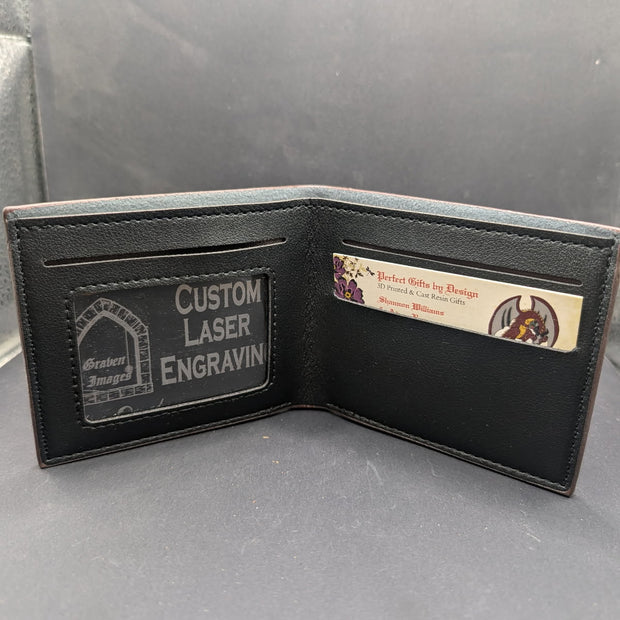 Graven
Images
CUSTOM
LASER
ENGRAVIN
Perfect Gifts by Design
3D Printed & Cast Resin Gifts
Shannon Williams